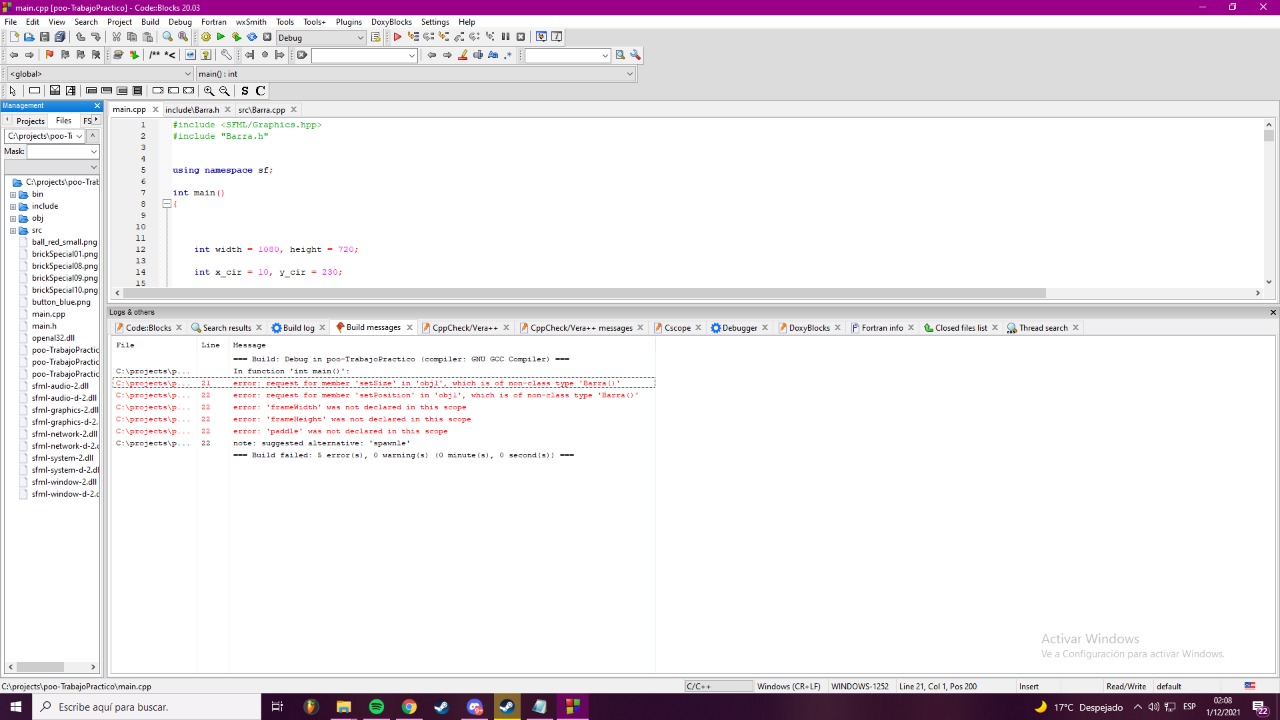 main.cpp [poo-TrabajoPractico] - Code::Blocks 20.03
File Edit View Search Project Build Debug Fortran wxSmith Tools Tools+ Plugins DoxyBlocks Settings Help
Debug
/** *<
<global> main() : int
S C
Management
main.cpp include\Barra.h src\Barra.cpp
Projects Files FS
C:\projects\poo-Ti
Mask:
C:\projects\poo-Trab
bin
include
obj
src
ball_red_small.png
brickSpecial01.png
brickSpecial08.png
brickSpecial09.png
brickSpecial10.png
button_blue.png
main.cpp
main.h
openal32.dll
poo-TrabajoPractic
poo-TrabajoPractic
poo-TrabajoPractic
sfml-audio-2.dll
sfml-audio-d-2.dll
sfml-graphics-2.dll
sfml-graphics-d-2.
sfml-network-2.dll
sfml-network-d-2.
sfml-system-2.dll
sfml-system-d-2.dl
sfml-window-2.dll
sfml-window-d-2.c
1 #include <SFML/Graphics.hpp>
2 #include "Barra.h"
3
4
5 using namespace sf;
6
7 int main()
8 {
9
10
11
12 int width = 1080, height = 720;
13
14 int x_cir = 10, y_cir = 230;
15
Logs & others
Code::Blocks Search results Build log Build messages CppCheck/Vera++ CppCheck/Vera++ messages Cscope Debugger DoxyBlocks Fortran info Closed files list Thread search
File Line Message
=== Build: Debug in poo-TrabajoPractico (compiler: GNU GCC Compiler) ===
C:\projects\p... In function 'int main()':
C:\projects\p... 21 error: request for member 'setSize' in 'obj1', which is of non-class type 'Barra()'
C:\projects\p... 22 error: request for member 'setPosition' in 'obj1', which is of non-class type 'Barra()'
C:\projects\p... 22 error: 'frameWidth' was not declared in this scope
C:\projects\p... 22 error: 'frameHeight' was not declared in this scope
C:\projects\p... 22 error: 'paddle' was not declared in this scope
C:\projects\p... 22 note: suggested alternative: 'spawnle'
=== Build failed: 5 error(s), 0 warning(s) (0 minute(s), 0 second(s)) ===
Activar Windows
Ve a Configuración para activar Windows.
C:\projects\poo-TrabajoPractico\main.cpp C/C++ Windows (CR+LF) WINDOWS-1252 Line 21, Col 1, Pos 200 Insert Read/Write default
Escribe aquí para buscar.
17°C Despejado ESP 02:08
1/12/2021 22